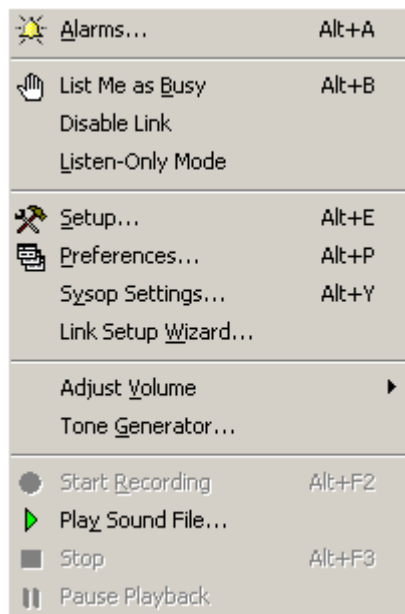 Alarms... Alt+A
List Me as Busy Alt+B
Disable Link
Listen-Only Mode
Setup... Alt+E
Preferences... Alt+P
Sysop Settings... Alt+Y
Link Setup Wizard...
Adjust Volume
Tone Generator...
Start Recording Alt+F2
Play Sound File...
Stop Alt+F3
Pause Playback